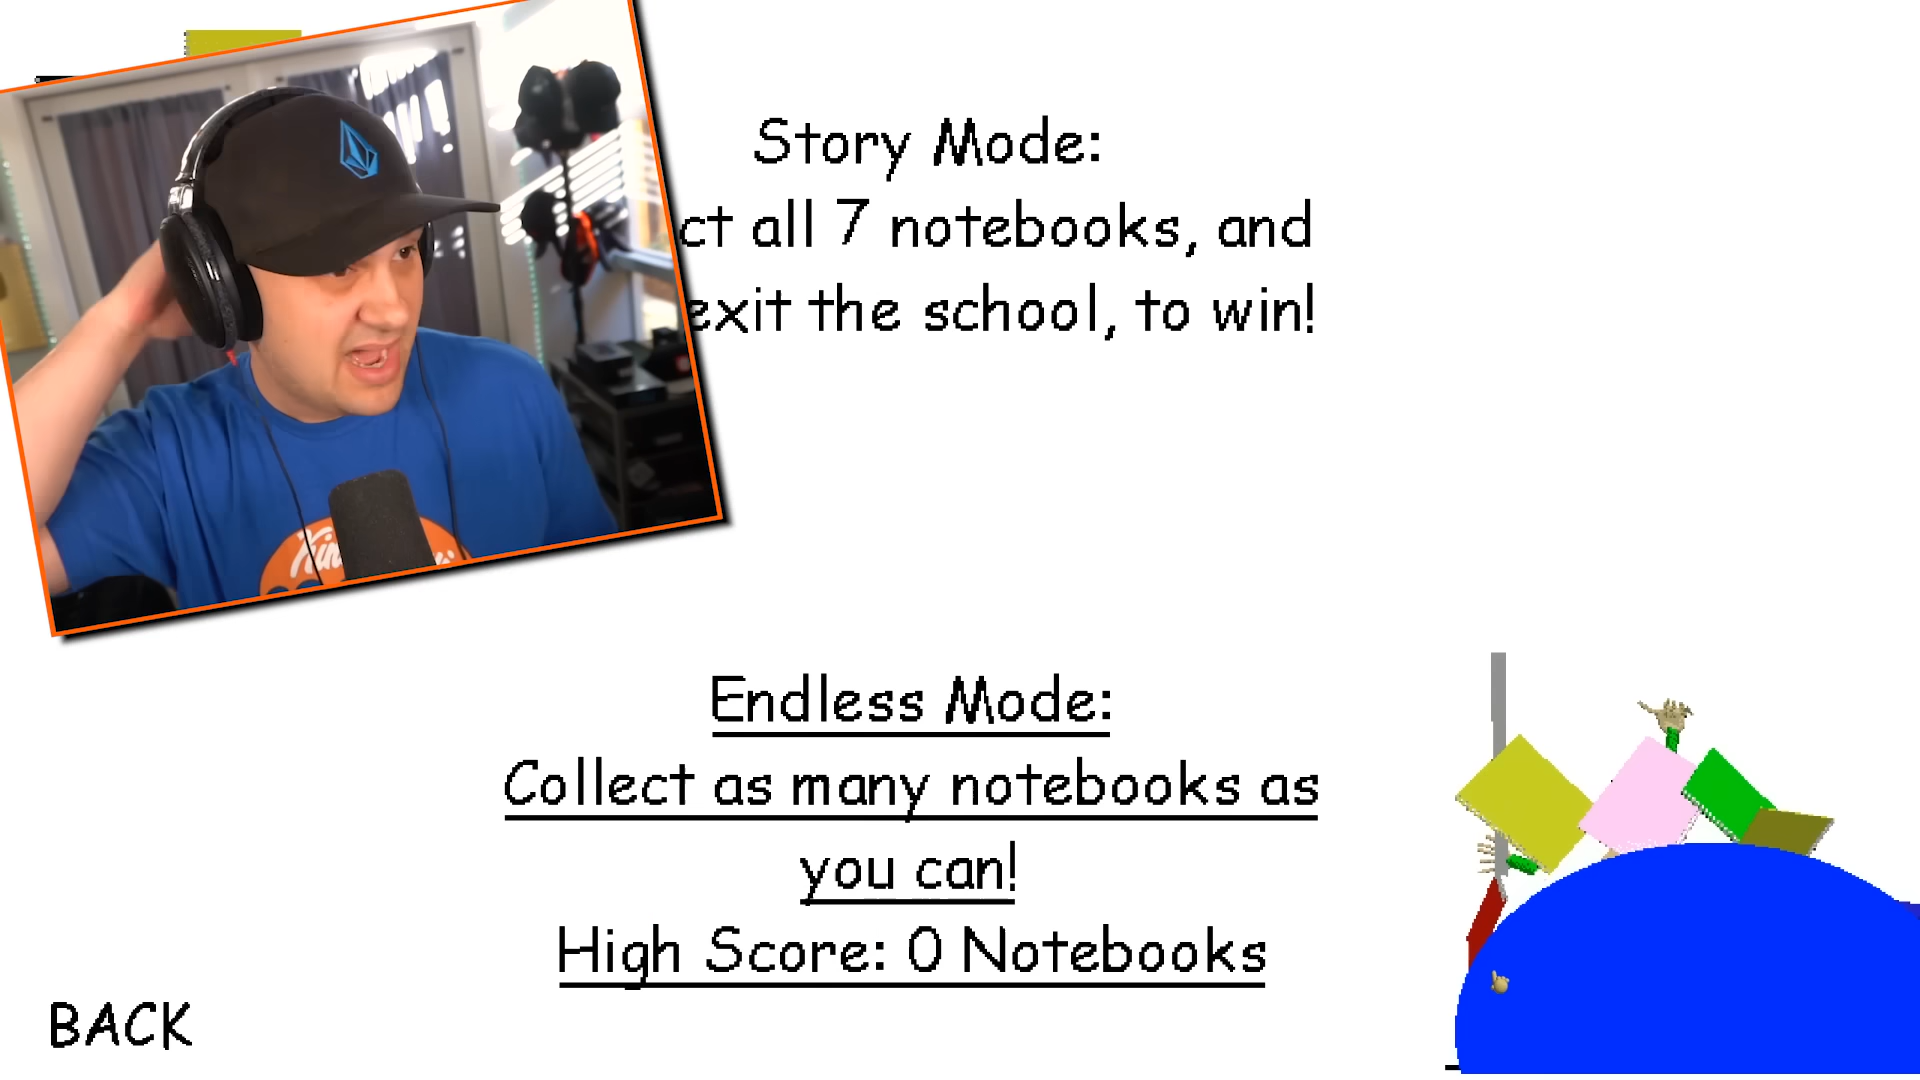 Story Mode:
ct all 7 notebooks, and
exit the school, to win!
Endless Mode:
Collect as many notebooks as
you can!
High Score: 0 Notebooks
BACK